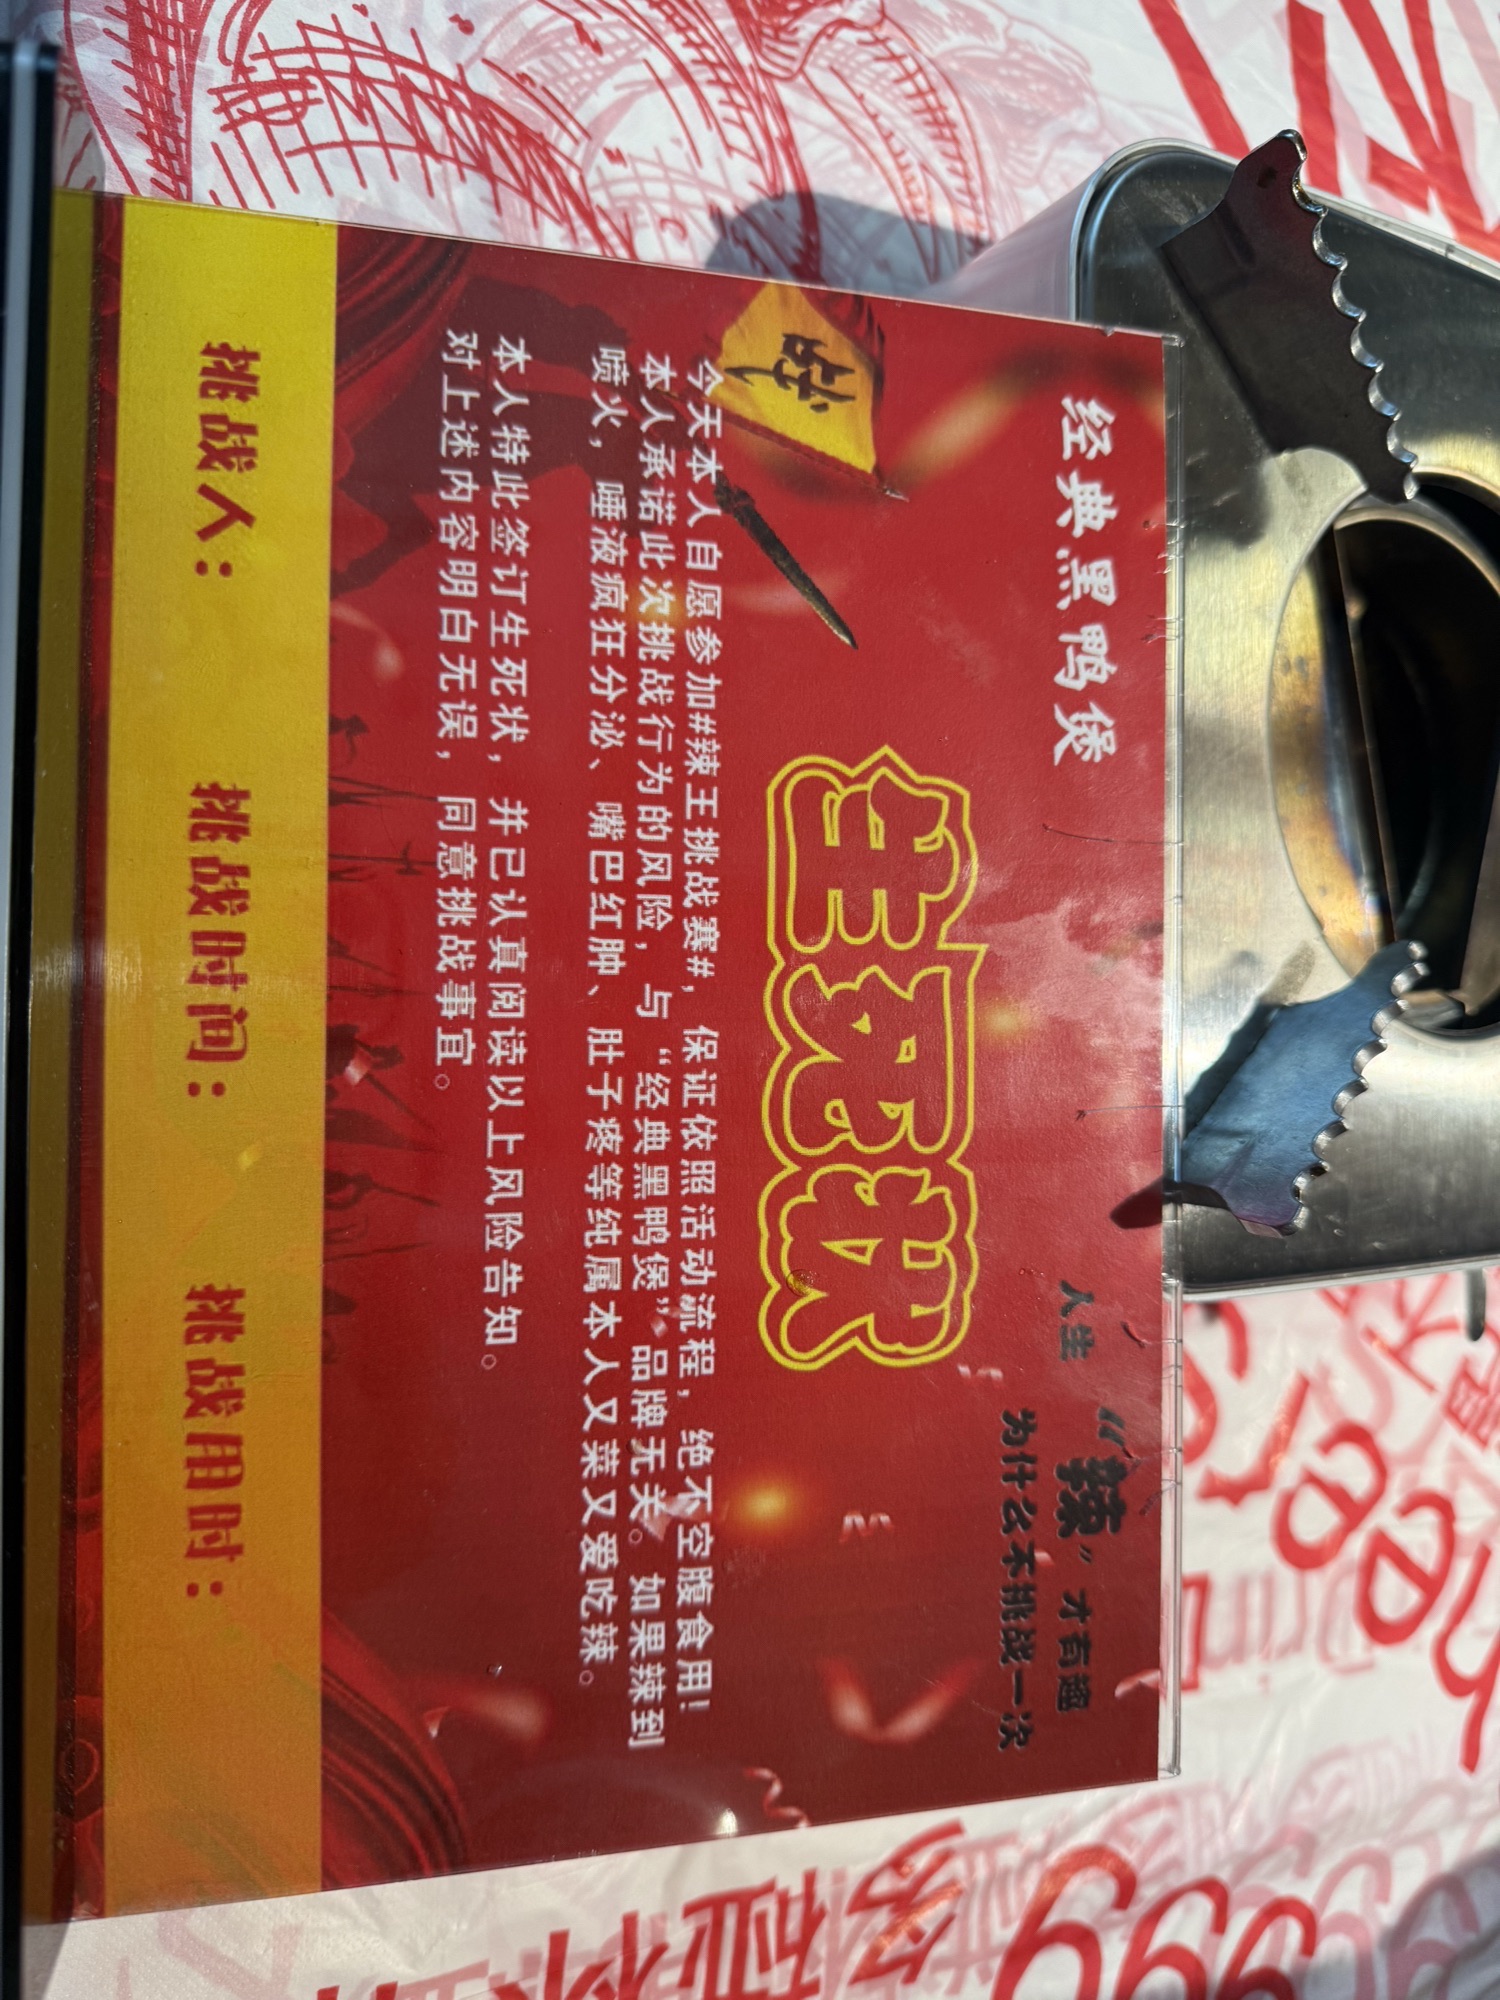 经典黑鸭煲
人生“辣”才有趣
为什么不挑战一次
生死状
今天本人自愿参加#辣王挑战赛#，保证依照活动流程，绝不空腹食用！
本人承诺此次挑战行为的风险，与“经典黑鸭煲”品牌无关。如果辣到
喷火，唾液疯狂分泌、嘴巴红肿、肚子疼等纯属本人又菜又爱吃辣。
本人特此签订生死状，并已认真阅读以上风险告知。
对上述内容明白无误，同意挑战事宜。
挑战人： 挑战时间： 挑战用时：